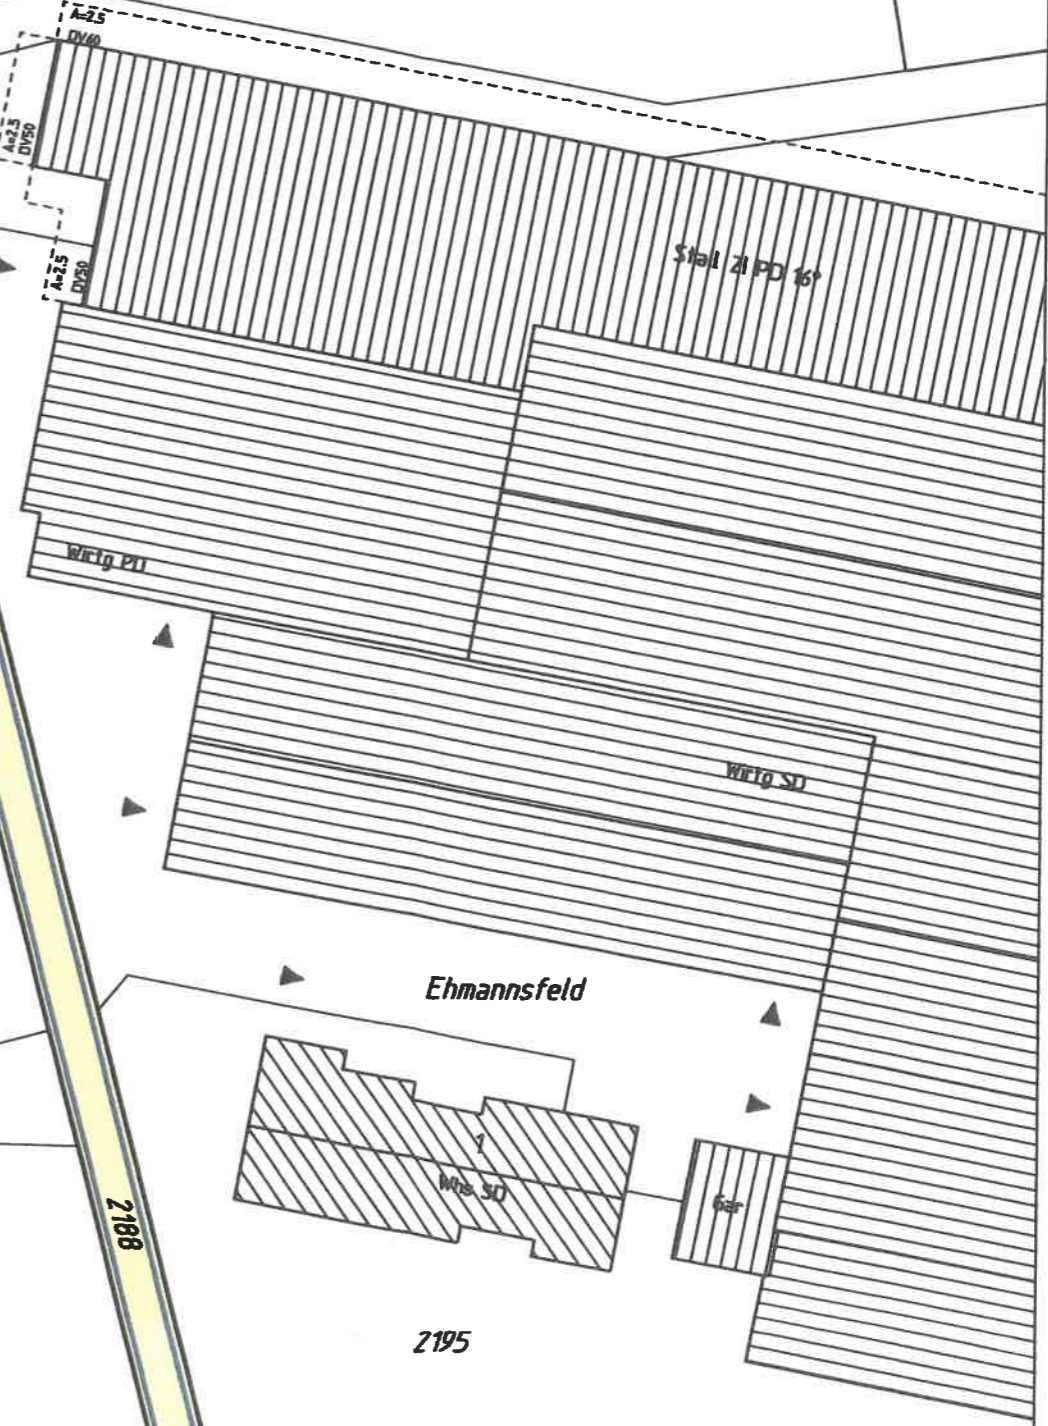 A=2.5
DV60
A=2.5
DV50
Stall ZI PD 16°
A=2.5
DV50
Wirtg PD
Wirtg SD
Ehmannsfeld
1
Whs SD
Gar
2188
2195